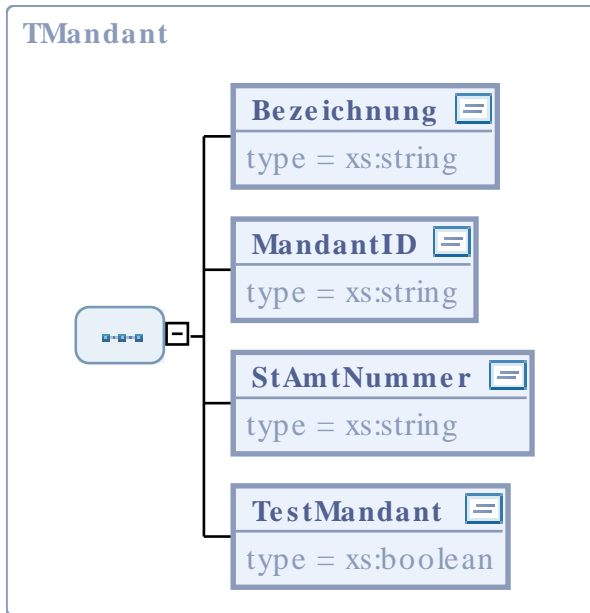 TMandant
Bezeichnung
type = xs:string
MandantID
type = xs:string
StAmtNummer
type = xs:string
TestMandant
type = xs:boolean